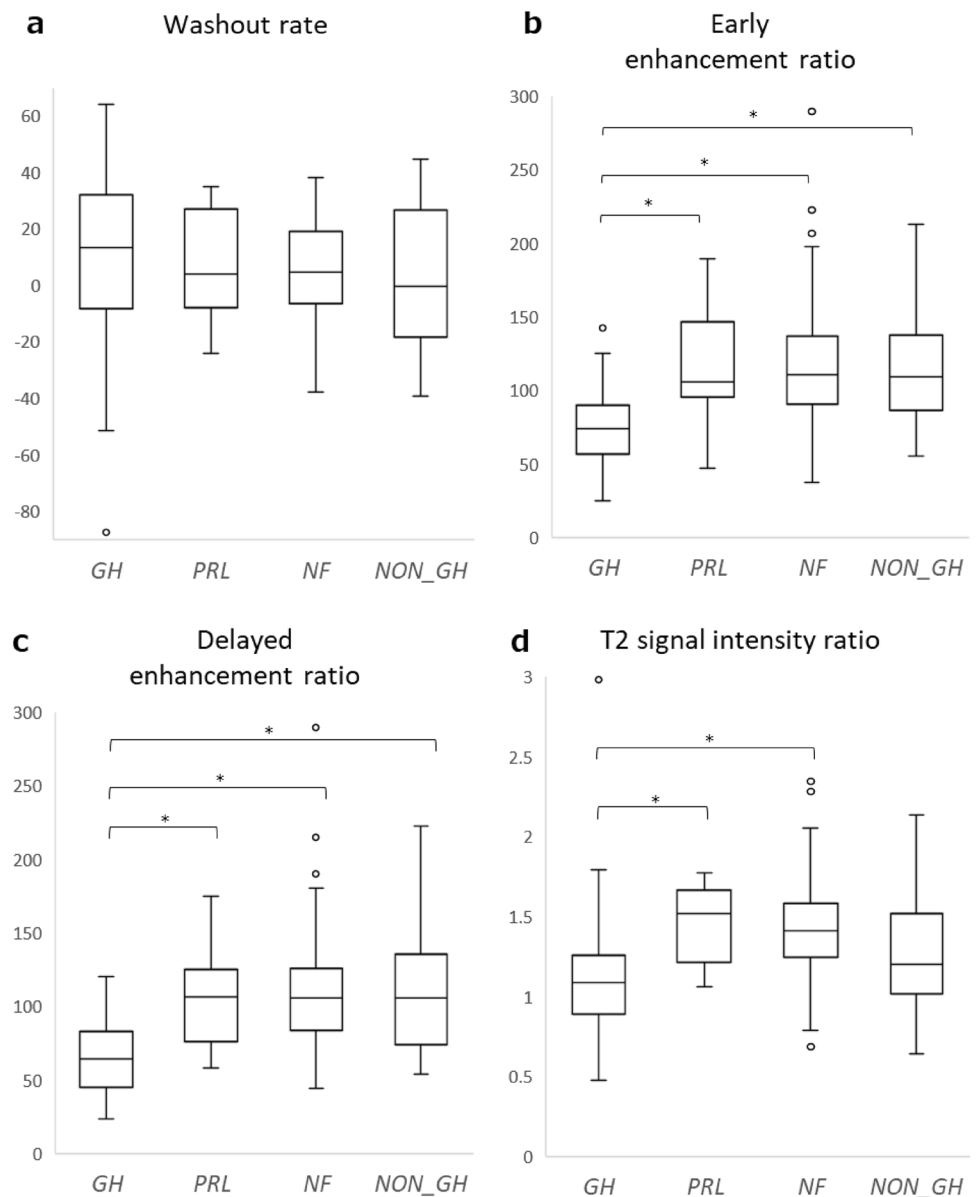 a
Washout rate
60
40
20
0
-20
-40
-60
-80
GH PRL NF NON_GH
b
Early
enhancement ratio
300
250
200
150
100
50
0
*
*
*
GH PRL NF NON_GH
c
Delayed
enhancement ratio
300
250
200
150
100
50
0
*
*
*
GH PRL NF NON_GH
d
T2 signal intensity ratio
3
2.5
2
1.5
1
0.5
0
*
*
GH PRL NF NON_GH